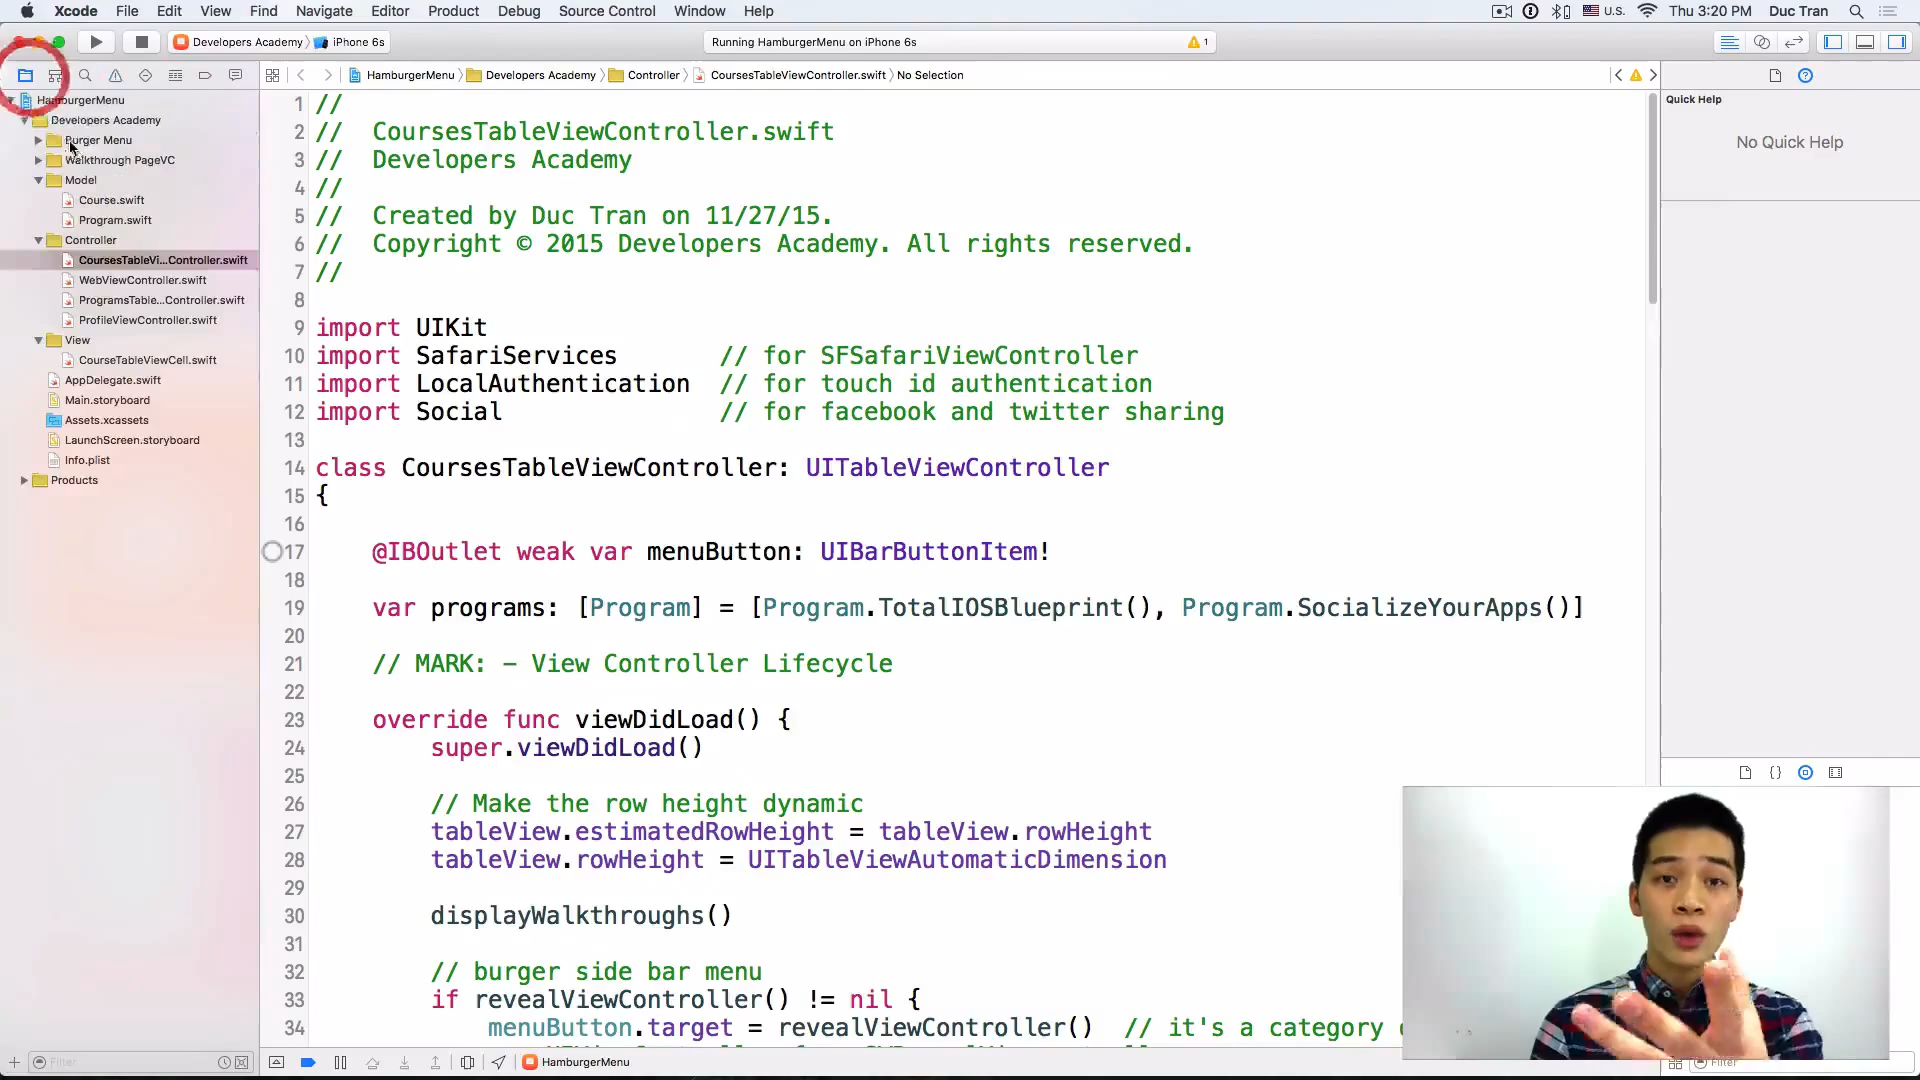 Xcode File Edit View Find Navigate Editor Product Debug Source Control Window Help U.S. Thu 3:20 PM Duc Tran
Developers Academy iPhone 6s Running HamburgerMenu on iPhone 6s 1
HamburgerMenu Developers Academy Controller CoursesTableViewController.swift No Selection
HamburgerMenu
Developers Academy
Burger Menu
Walkthrough PageVC
Model
Course.swift
Program.swift
Controller
CoursesTableVi...Controller.swift
WebViewController.swift
ProgramsTable...Controller.swift
ProfileViewController.swift
View
CourseTableViewCell.swift
AppDelegate.swift
Main.storyboard
Assets.xcassets
LaunchScreen.storyboard
Info.plist
Products
Filter
1 //
2 // CoursesTableViewController.swift
3 // Developers Academy
4 //
5 // Created by Duc Tran on 11/27/15.
6 // Copyright © 2015 Developers Academy. All rights reserved.
7 //
8
9 import UIKit
10 import SafariServices // for SFSafariViewController
11 import LocalAuthentication // for touch id authentication
12 import Social // for facebook and twitter sharing
13
14 class CoursesTableViewController: UITableViewController
15 {
16
17 @IBOutlet weak var menuButton: UIBarButtonItem!
18
19 var programs: [Program] = [Program.TotalIOSBlueprint(), Program.SocializeYourApps()]
20
21 // MARK: - View Controller Lifecycle
22
23 override func viewDidLoad() {
24 super.viewDidLoad()
25
26 // Make the row height dynamic
27 tableView.estimatedRowHeight = tableView.rowHeight
28 tableView.rowHeight = UITableViewAutomaticDimension
29
30 displayWalkthroughs()
31
32 // burger side bar menu
33 if revealViewController() != nil {
34 menuButton.target = revealViewController() // it's a category
HamburgerMenu
Quick Help
No Quick Help
Filter